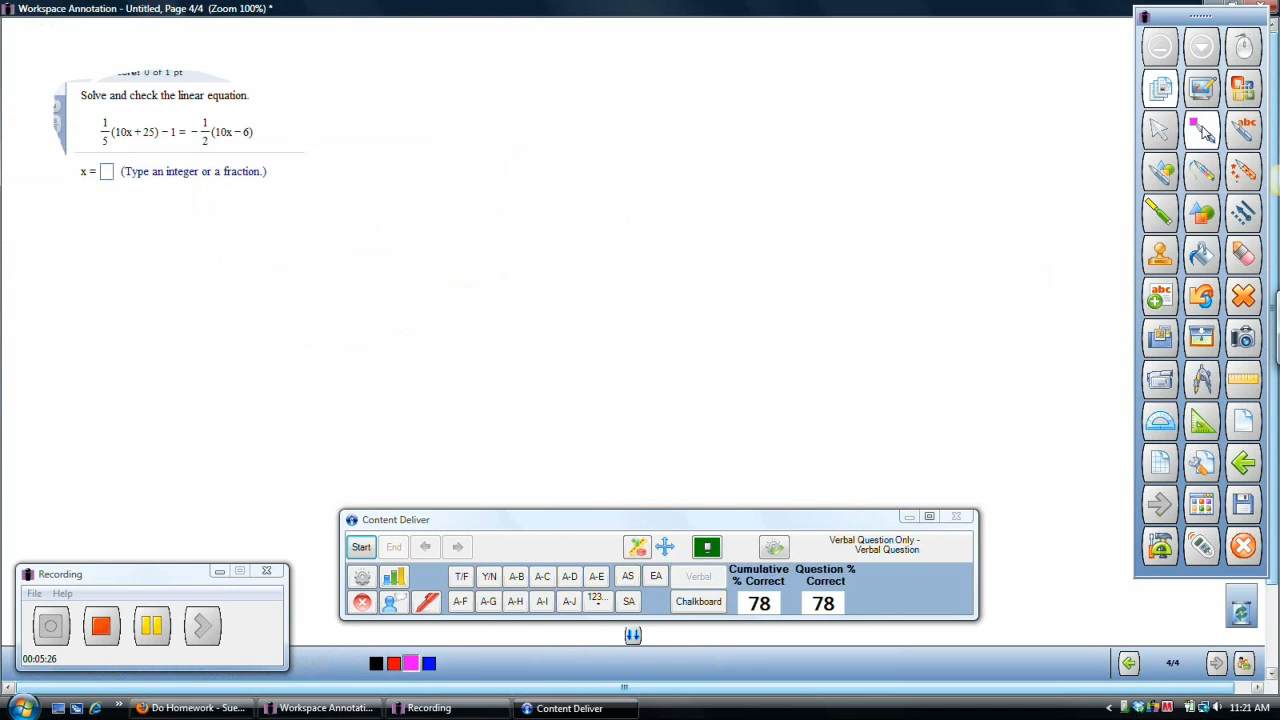 Workspace Annotation - Untitled, Page 4/4 (Zoom 100%) *
Score: 0 of 1 pt
Solve and check the linear equation.
1/5 (10x + 25) − 1 = − 1/2 (10x − 6)
x = (Type an integer or a fraction.)
abc
abc
Content Deliver
Start
End
Verbal Question Only -
Verbal Question
T/F
Y/N
A-B
A-C
A-D
A-E
AS
EA
Verbal
Cumulative
% Correct
Question %
Correct
A-F
A-G
A-H
A-I
A-J
123...
SA
Chalkboard
78
78
Recording
File
Help
00:05:26
4/4
Do Homework - Sue...
Workspace Annotati...
Recording
Content Deliver
11:21 AM